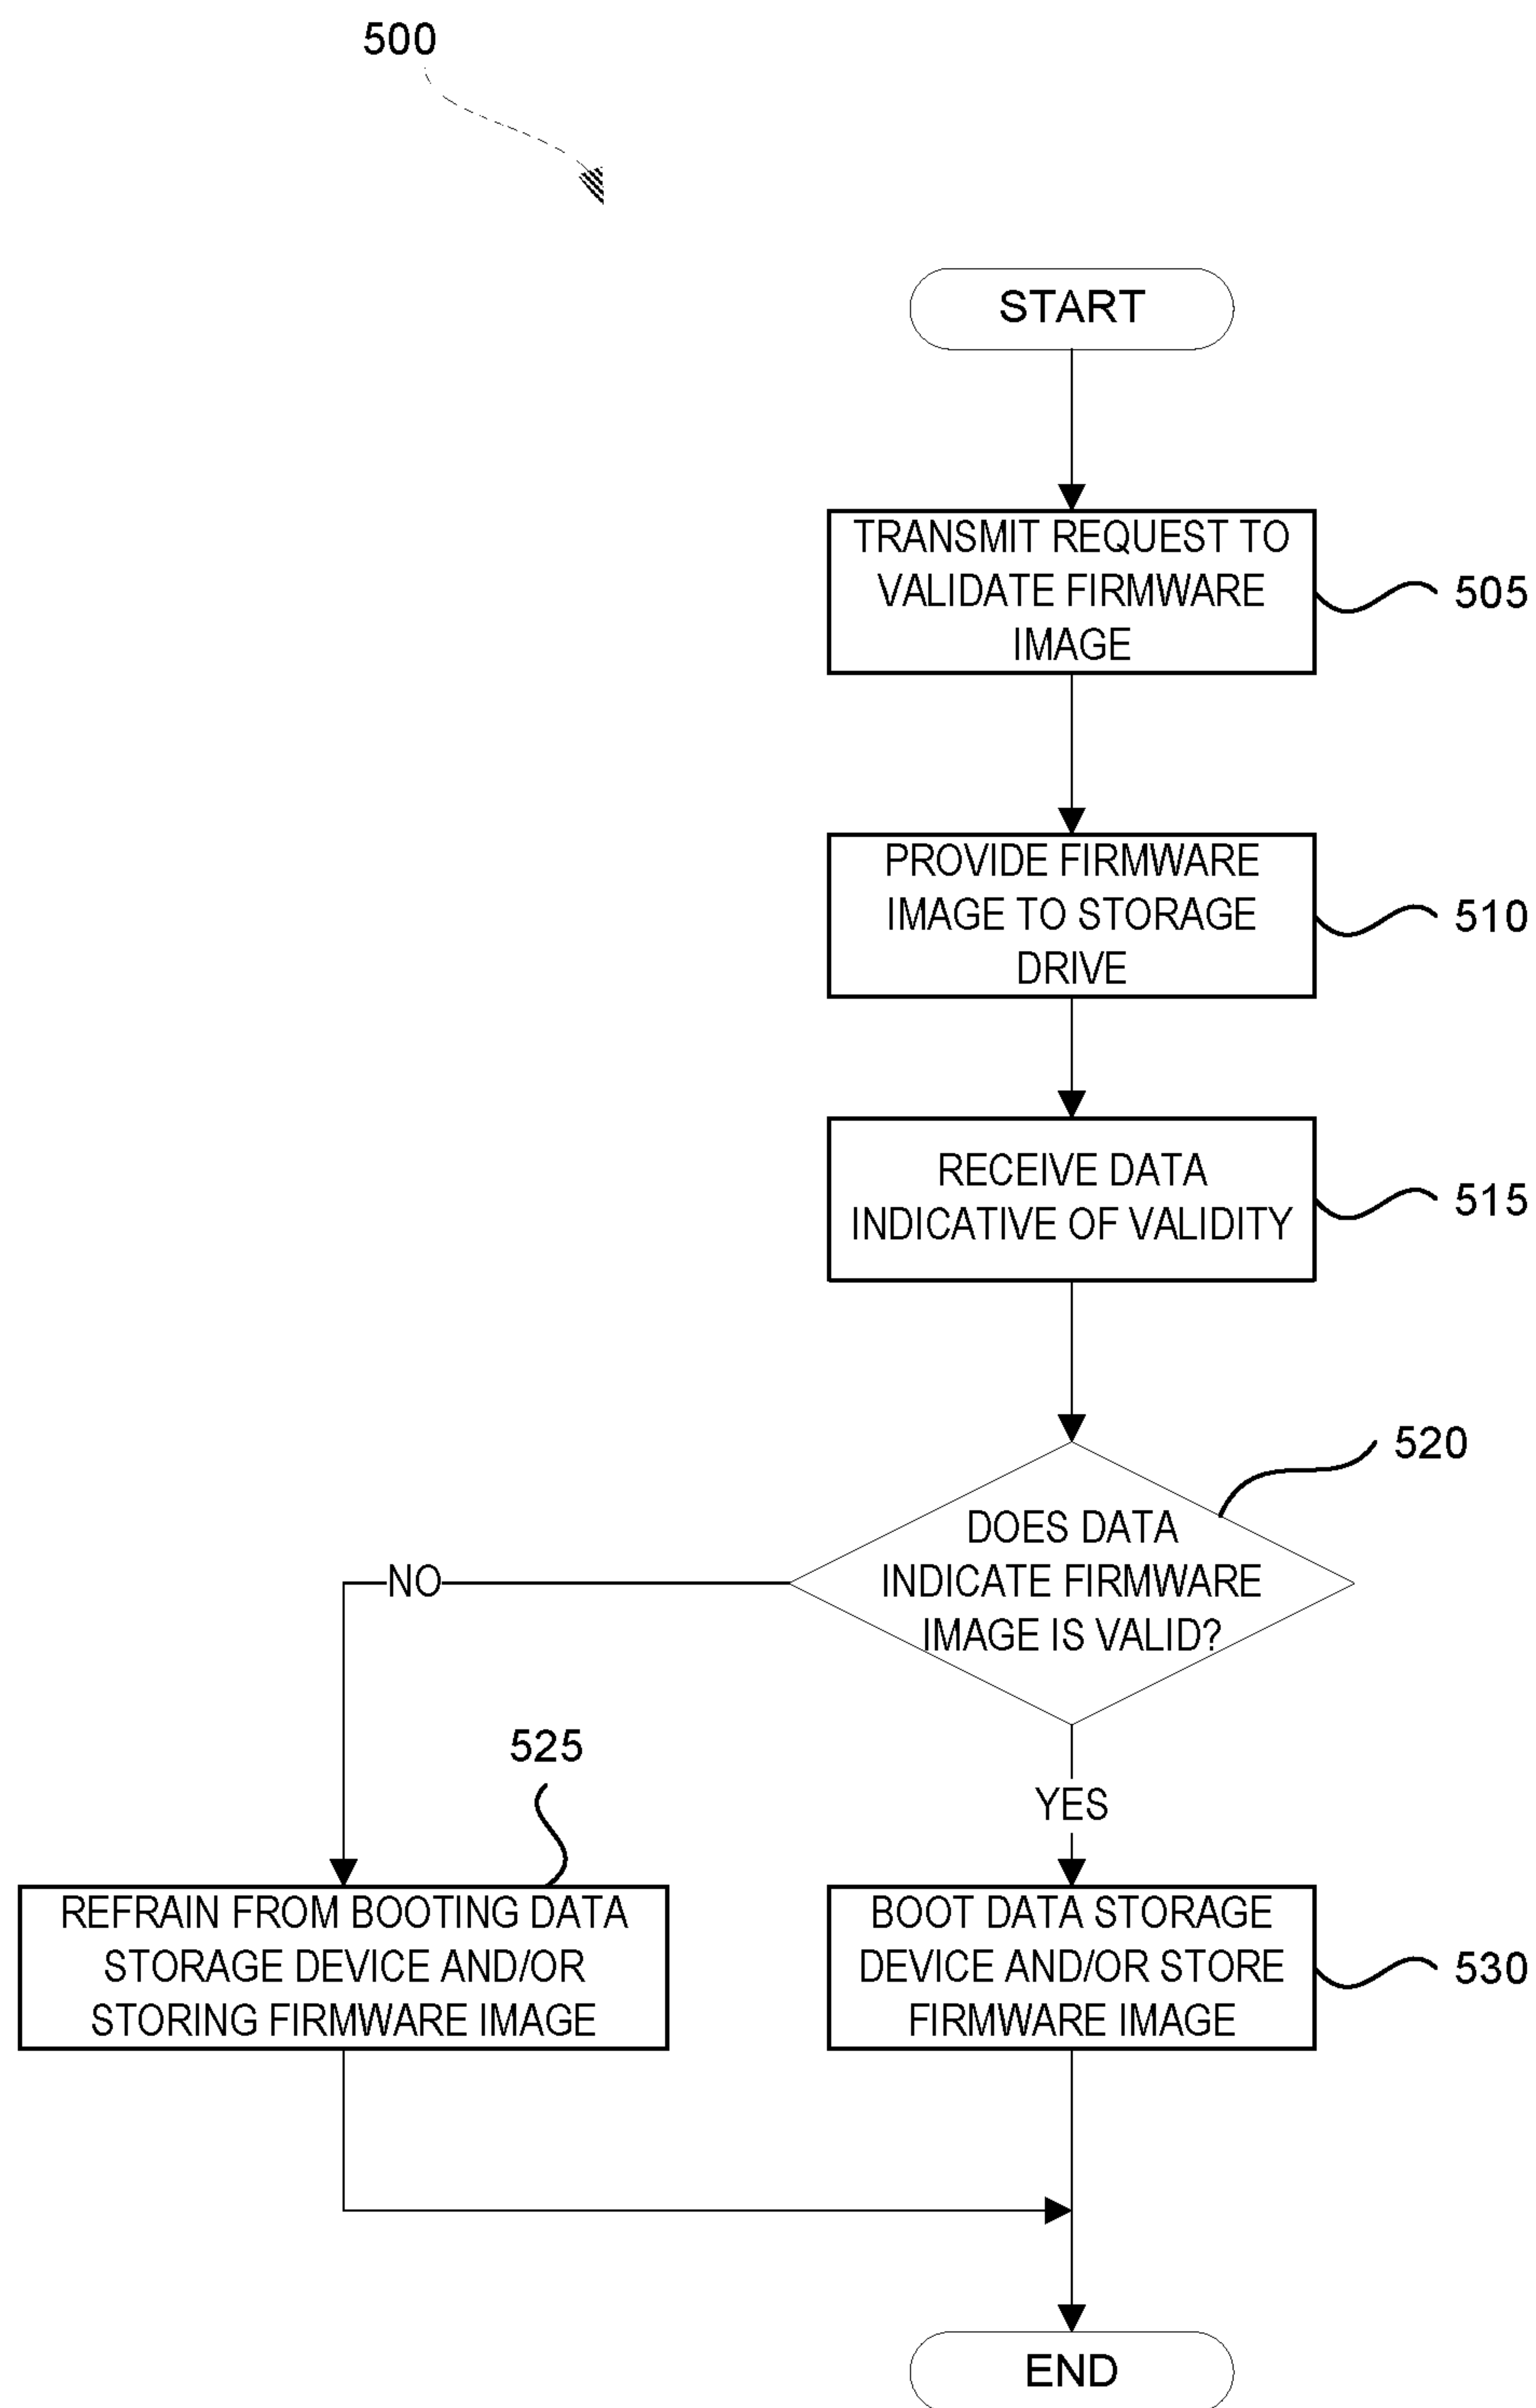 500
START
TRANSMIT REQUEST TO
VALIDATE FIRMWARE
IMAGE
505
PROVIDE FIRMWARE
IMAGE TO STORAGE
DRIVE
510
RECEIVE DATA
INDICATIVE OF VALIDITY
515
520
DOES DATA
INDICATE FIRMWARE
IMAGE IS VALID?
NO
525
YES
REFRAIN FROM BOOTING DATA
STORAGE DEVICE AND/OR
STORING FIRMWARE IMAGE
BOOT DATA STORAGE
DEVICE AND/OR STORE
FIRMWARE IMAGE
530
END